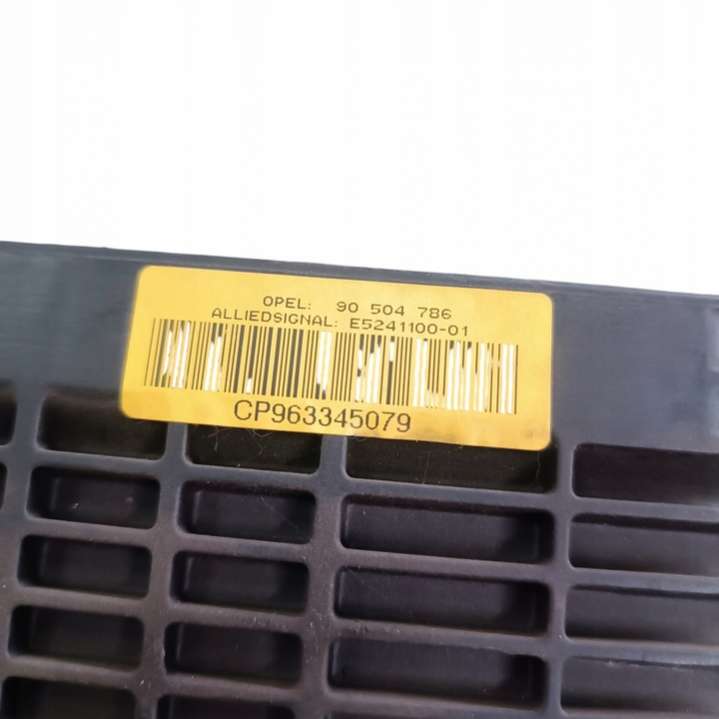 OPEL: 90 504 786
ALLIEDSIGNAL: E5241100-01
CP963345079